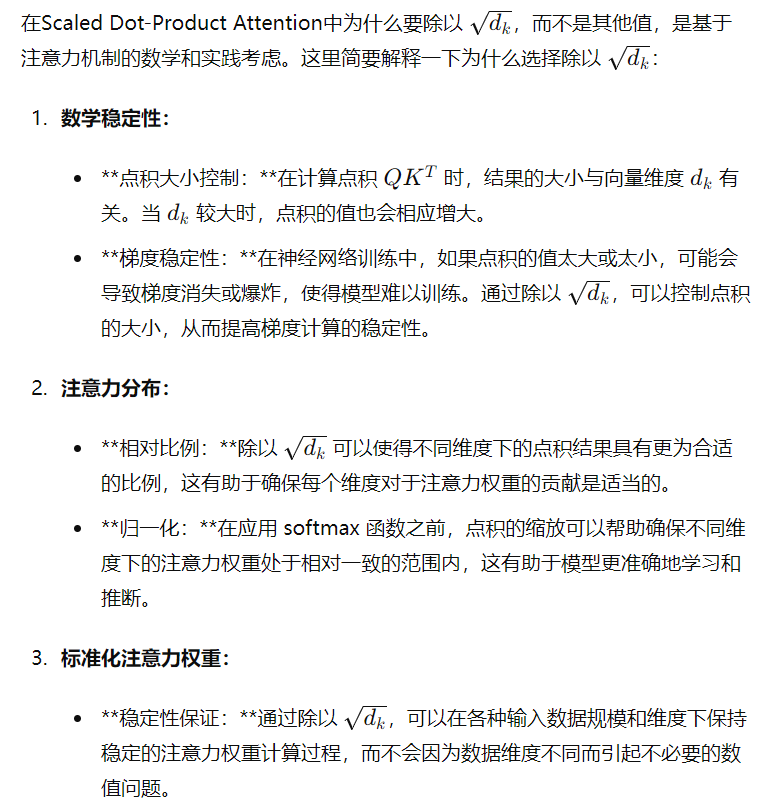 在Scaled Dot-Product Attention中为什么要除以 √d_k，而不是其他值，是基于
注意力机制的数学和实践考虑。这里简要解释一下为什么选择除以 √d_k：
1. 数学稳定性：
• **点积大小控制：**在计算点积 QK^T 时，结果的大小与向量维度 d_k 有
关。当 d_k 较大时，点积的值也会相应增大。
• **梯度稳定性：**在神经网络训练中，如果点积的值太大或太小，可能会
导致梯度消失或爆炸，使得模型难以训练。通过除以 √d_k，可以控制点积
的大小，从而提高梯度计算的稳定性。
2. 注意力分布：
• **相对比例：**除以 √d_k 可以使得不同维度下的点积结果具有更为合适
的比例，这有助于确保每个维度对于注意力权重的贡献是适当的。
• **归一化：**在应用 softmax 函数之前，点积的缩放可以帮助确保不同维
度下的注意力权重处于相对一致的范围内，这有助于模型更准确地学习和
推断。
3. 标准化注意力权重：
• **稳定性保证：**通过除以 √d_k，可以在各种输入数据规模和维度下保持
稳定的注意力权重计算过程，而不会因为数据维度不同而引起不必要的数
值问题。